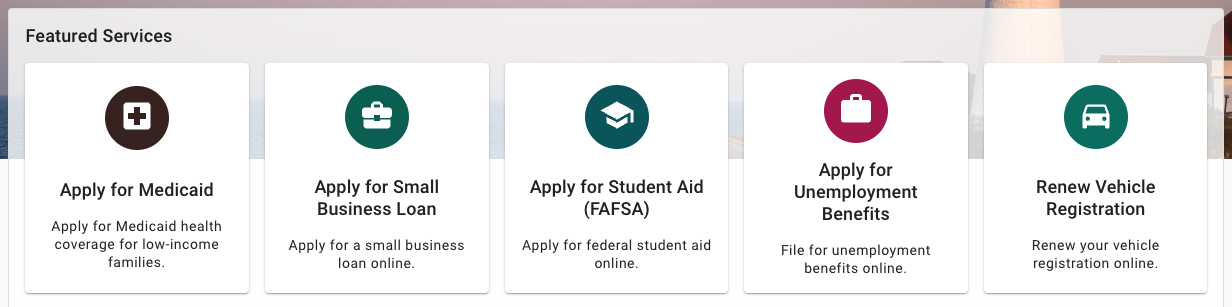 Featured Services
Apply for Medicaid
Apply for Medicaid health
coverage for low-income
families.
Apply for Small
Business Loan
Apply for a small business
loan online.
Apply for Student Aid
(FAFSA)
Apply for federal student aid
online.
Apply for
Unemployment
Benefits
File for unemployment
benefits online.
Renew Vehicle
Registration
Renew your vehicle
registration online.